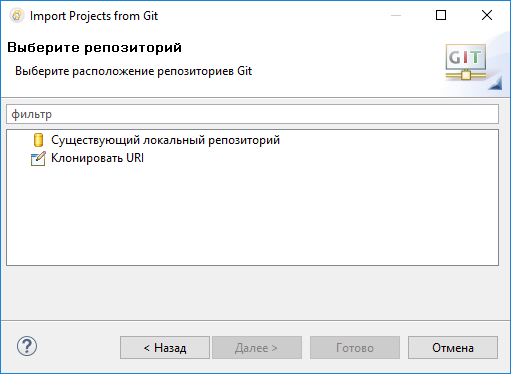 Import Projects from Git
Выберите репозиторий
Выберите расположение репозиториев Git
GIT
фильтр
Существующий локальный репозиторий
Клонировать URI
?
< Назад
Далее >
Готово
Отмена